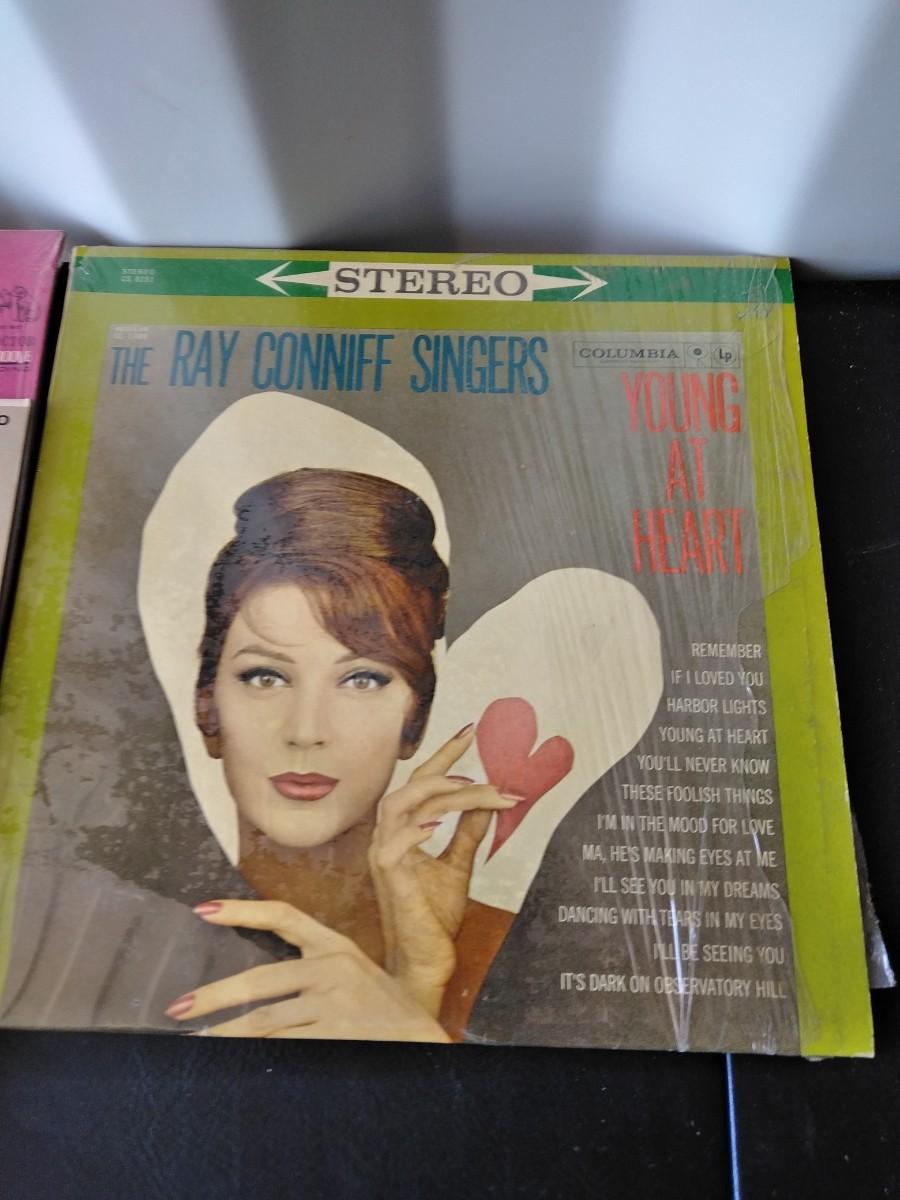 STEREO
STEREO
THE RAY CONNIFF SINGERS
COLUMBIA Lp
YOUNG
AT
HEART
REMEMBER
IF I LOVED YOU
HARBOR LIGHTS
YOUNG AT HEART
YOU'LL NEVER KNOW
THESE FOOLISH THINGS
I'M IN THE MOOD FOR LOVE
MA, HE'S MAKING EYES AT ME
I'LL SEE YOU IN MY DREAMS
DANCING WITH TEARS IN MY EYES
I'LL BE SEEING YOU
IT'S DARK ON OBSERVATORY HILL